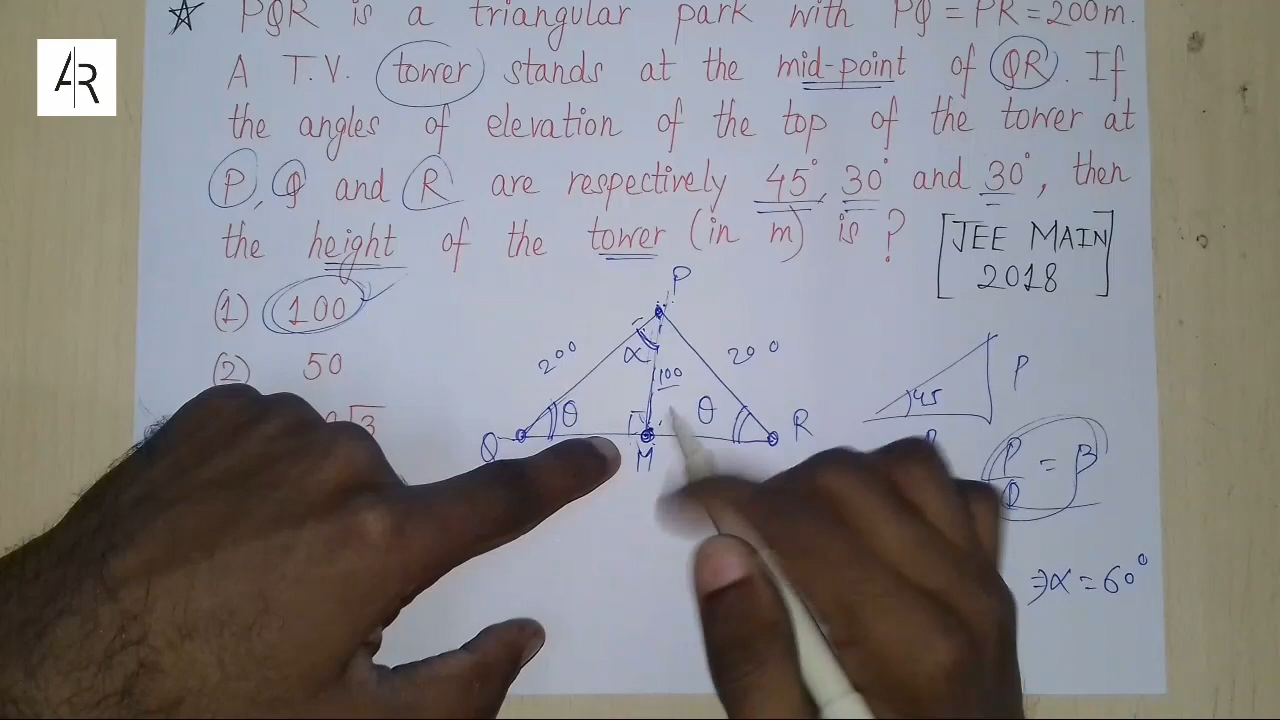 AR
☆ PQR is a triangular park with PQ = PR = 200m.
A T.V. tower stands at the mid-point of QR. If
the angles of elevation of the top of the tower at
P, Q and R are respectively 45°, 30° and 30°, then
the height of the tower (in m) is ?
[JEE MAIN
2018]
(1) 100
(2) 50
√3
P
200
200
α
100
θ
θ
Q
M
R
45
P
P = β
∋α = 60°